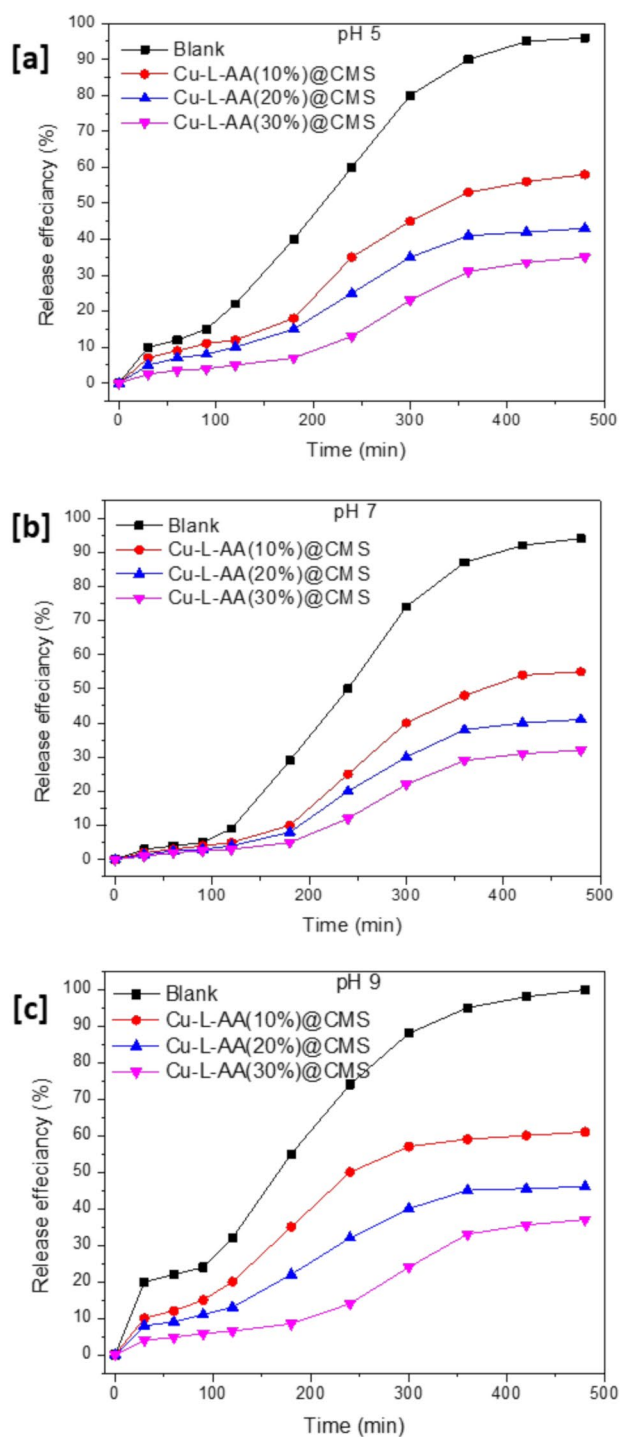 [a]
pH 5
Blank
Cu-L-AA(10%)@CMS
Cu-L-AA(20%)@CMS
Cu-L-AA(30%)@CMS
Release effeciancy (%)
100
90
80
70
60
50
40
30
20
10
0
0 100 200 300 400 500
Time (min)
[b]
pH 7
Blank
Cu-L-AA(10%)@CMS
Cu-L-AA(20%)@CMS
Cu-L-AA(30%)@CMS
Release effeciancy (%)
100
90
80
70
60
50
40
30
20
10
0
0 100 200 300 400 500
Time (min)
[c]
pH 9
Blank
Cu-L-AA(10%)@CMS
Cu-L-AA(20%)@CMS
Cu-L-AA(30%)@CMS
Release effeciancy (%)
100
90
80
70
60
50
40
30
20
10
0
0 100 200 300 400 500
Time (min)